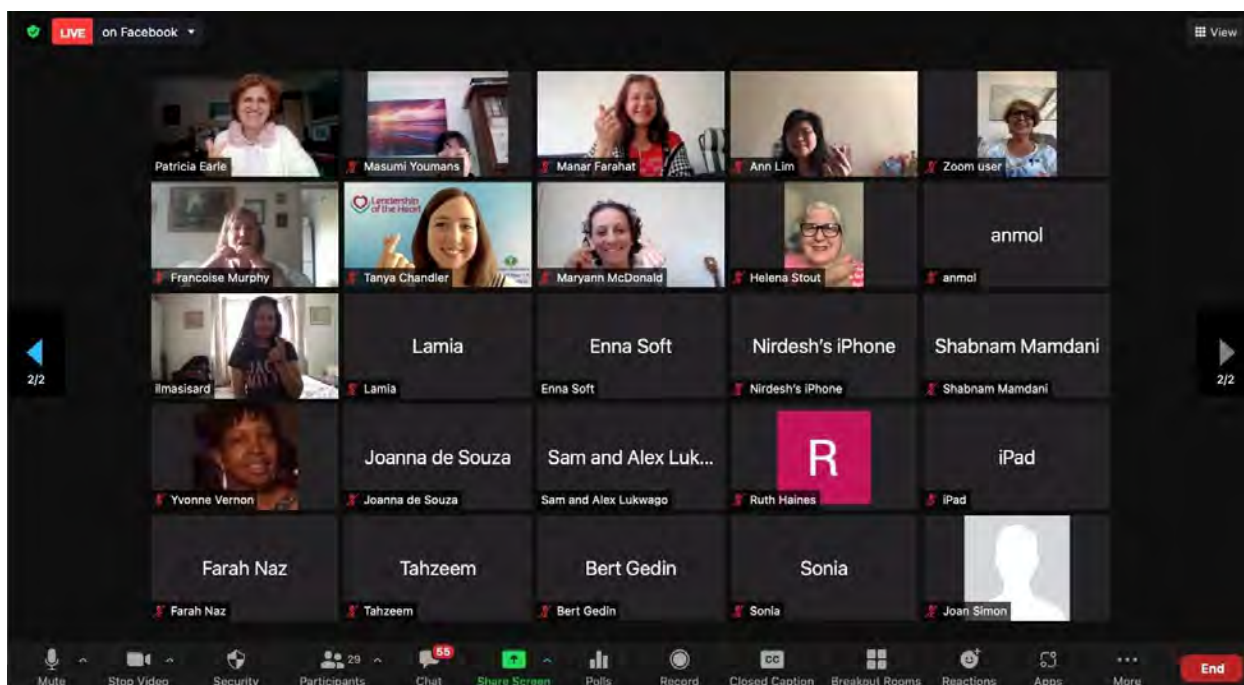 LIVE on Facebook
View
Patricia Earle
Masumi Youmans
Manar Farahat
Ann Lim
Zoom user
Leadership
of the Heart
Francoise Murphy
Tanya Chandler
Maryann McDonald
Helena Stout
anmol
anmol
ilmasisard
Lamia
Lamia
Enna Soft
Enna Soft
Nirdesh's iPhone
Nirdesh's iPhone
Shabnam Mamdani
Shabnam Mamdani
2/2
2/2
Yvonne Vernon
Joanna de Souza
Joanna de Souza
Sam and Alex Luk...
Sam and Alex Lukwago
R
Ruth Haines
iPad
iPad
Farah Naz
Farah Naz
Tahzeem
Tahzeem
Bert Gedin
Bert Gedin
Sonia
Sonia
Joan Simon
Mute
Stop Video
Security
29
Participants
55
Chat
Share Screen
Polls
Record
CC
Closed Caption
Breakout Rooms
Reactions
Apps
More
End